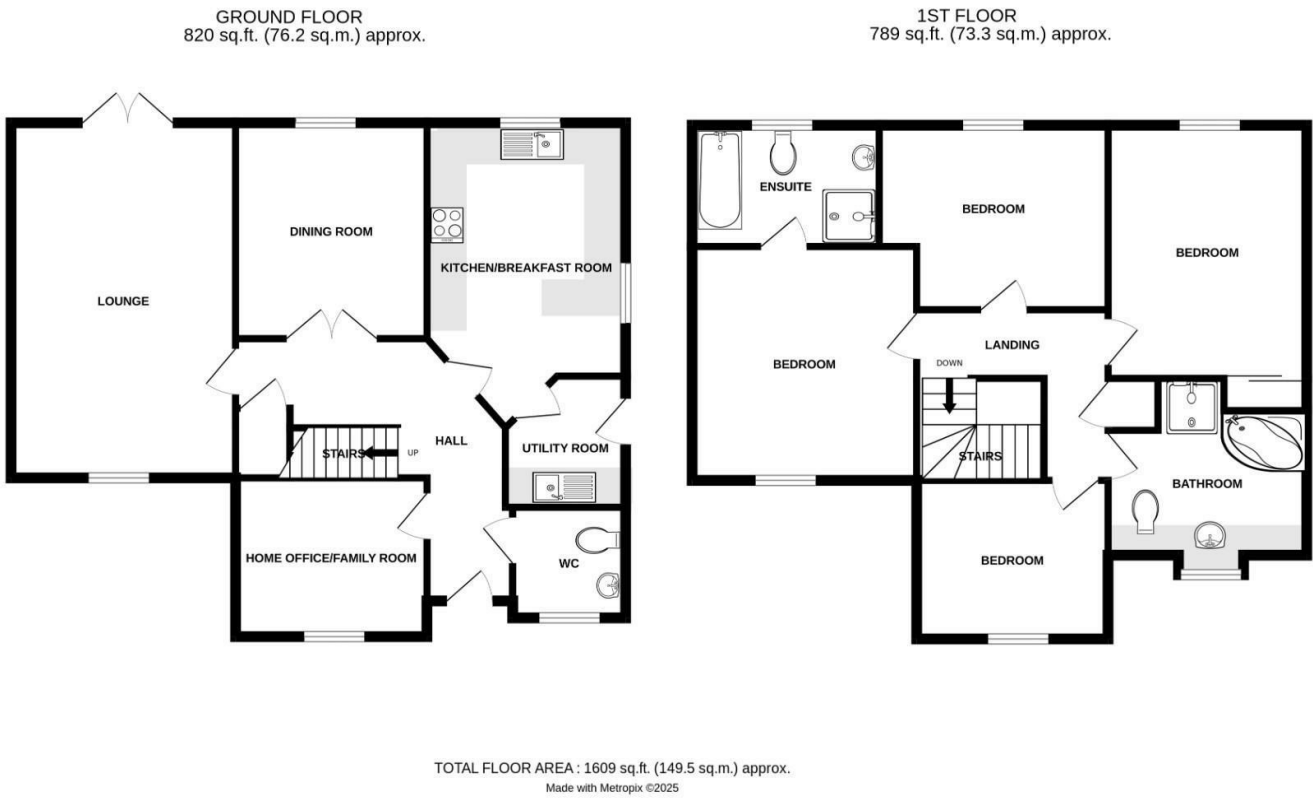 GROUND FLOOR
820 sq.ft. (76.2 sq.m.) approx.
LOUNGE
DINING ROOM
KITCHEN/BREAKFAST ROOM
HALL
STAIRS
UP
UTILITY ROOM
HOME OFFICE/FAMILY ROOM
WC
1ST FLOOR
789 sq.ft. (73.3 sq.m.) approx.
ENSUITE
BEDROOM
BEDROOM
BEDROOM
LANDING
DOWN
STAIRS
BATHROOM
BEDROOM
TOTAL FLOOR AREA : 1609 sq.ft. (149.5 sq.m.) approx.
Made with Metropix ©2025